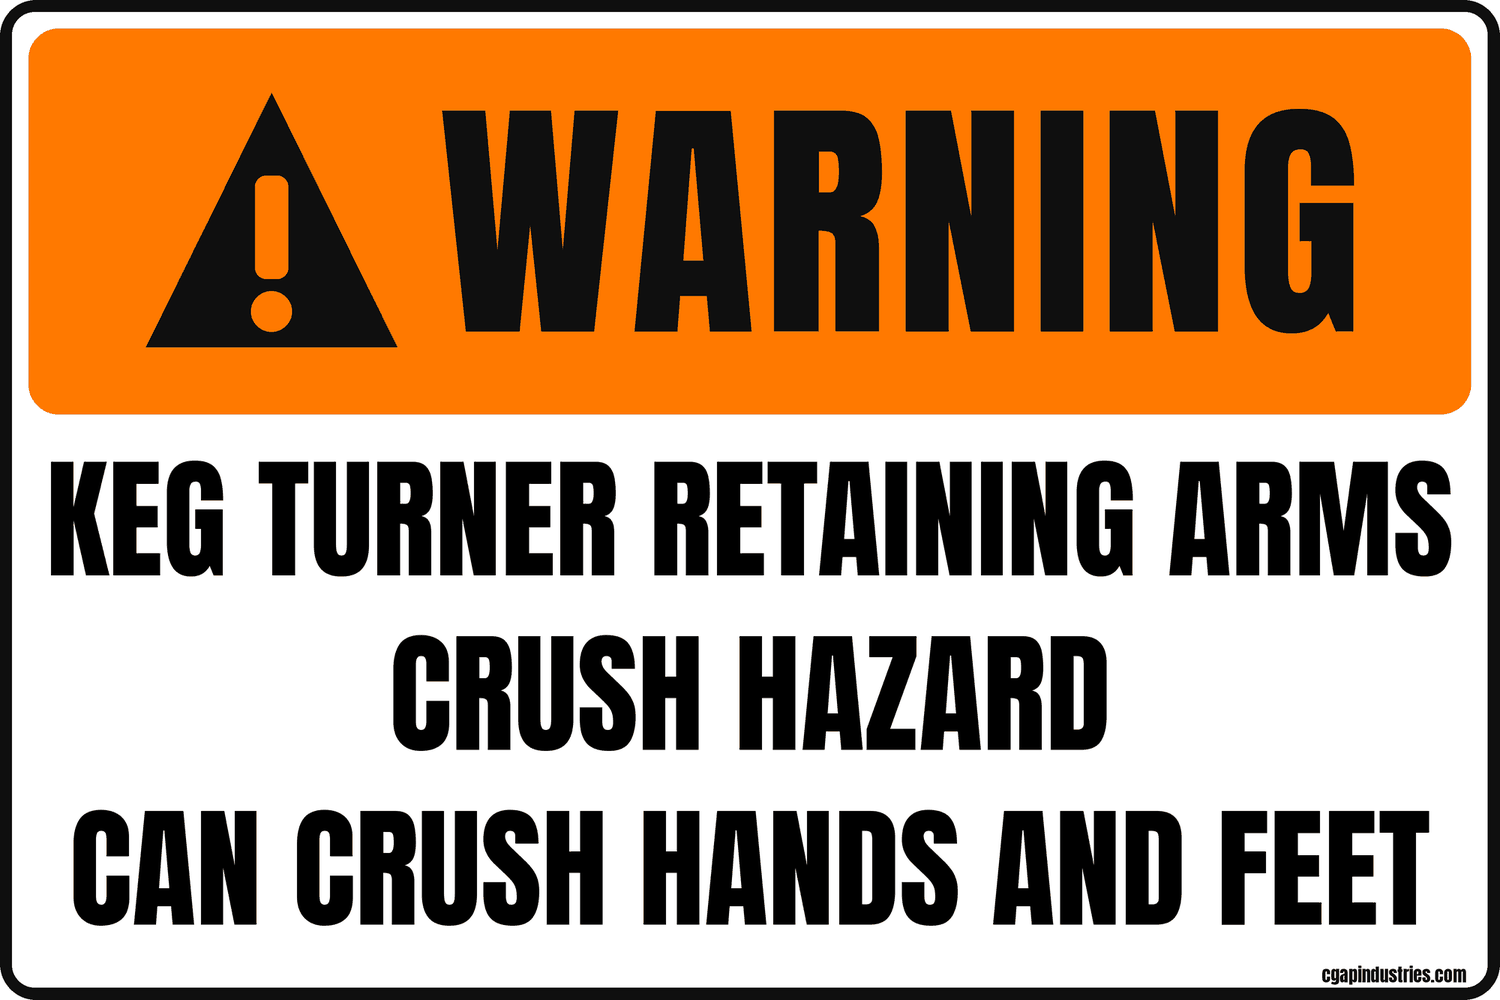 WARNING
KEG TURNER RETAINING ARMS
CRUSH HAZARD
CAN CRUSH HANDS AND FEET
cgapindustries.com